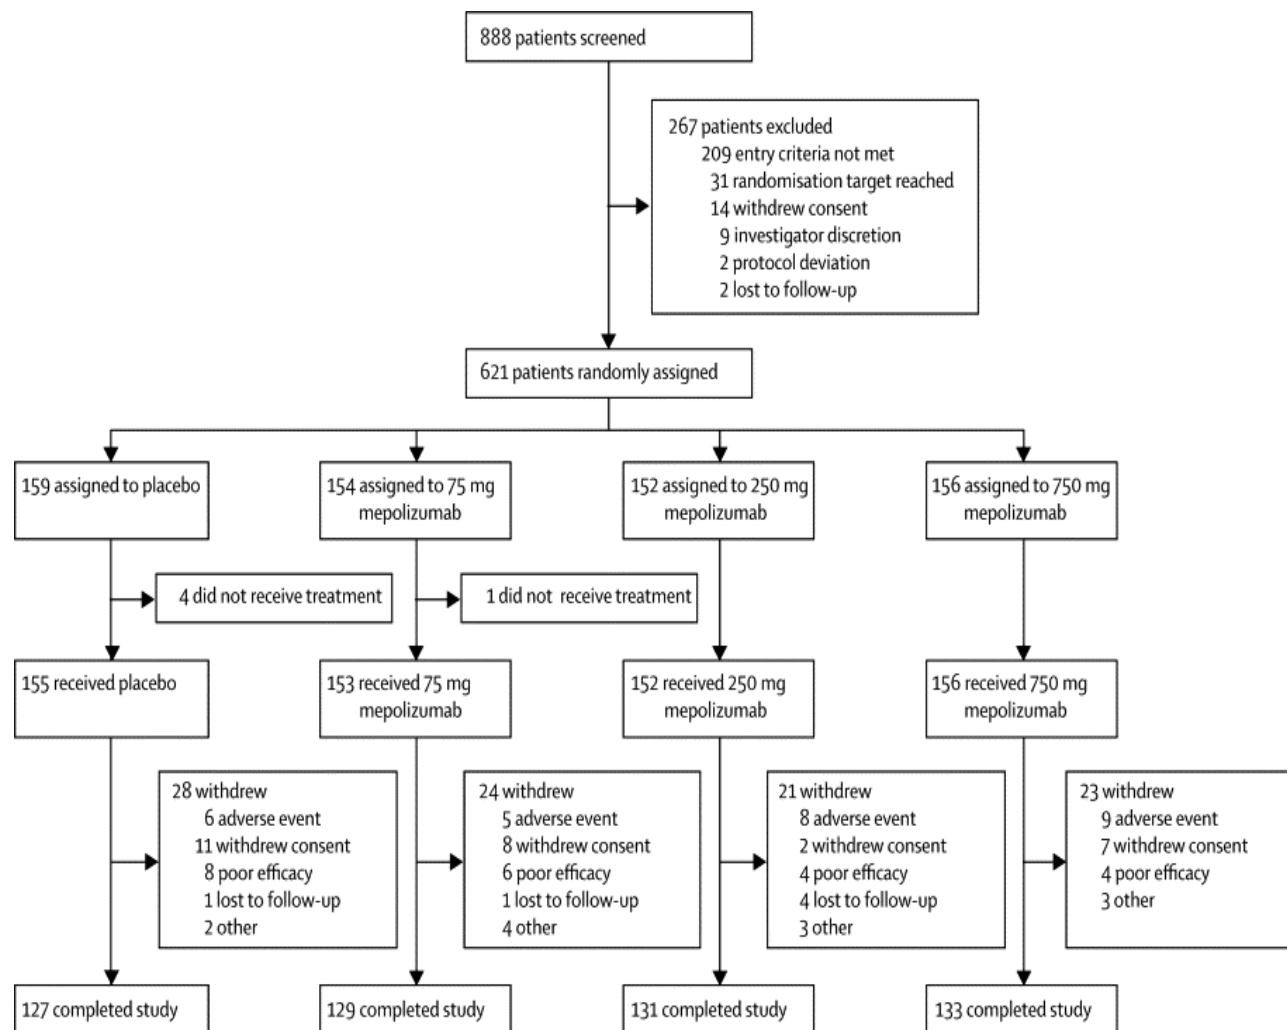 888 patients screened
267 patients excluded
209 entry criteria not met
31 randomisation target reached
14 withdrew consent
9 investigator discretion
2 protocol deviation
2 lost to follow-up
621 patients randomly assigned
159 assigned to placebo
154 assigned to 75 mg
mepolizumab
152 assigned to 250 mg
mepolizumab
156 assigned to 750 mg
mepolizumab
4 did not receive treatment
1 did not receive treatment
155 received placebo
153 received 75 mg
mepolizumab
152 received 250 mg
mepolizumab
156 received 750 mg
mepolizumab
28 withdrew
6 adverse event
11 withdrew consent
8 poor efficacy
1 lost to follow-up
2 other
24 withdrew
5 adverse event
8 withdrew consent
6 poor efficacy
1 lost to follow-up
4 other
21 withdrew
8 adverse event
2 withdrew consent
4 poor efficacy
4 lost to follow-up
3 other
23 withdrew
9 adverse event
7 withdrew consent
4 poor efficacy
3 other
127 completed study
129 completed study
131 completed study
133 completed study